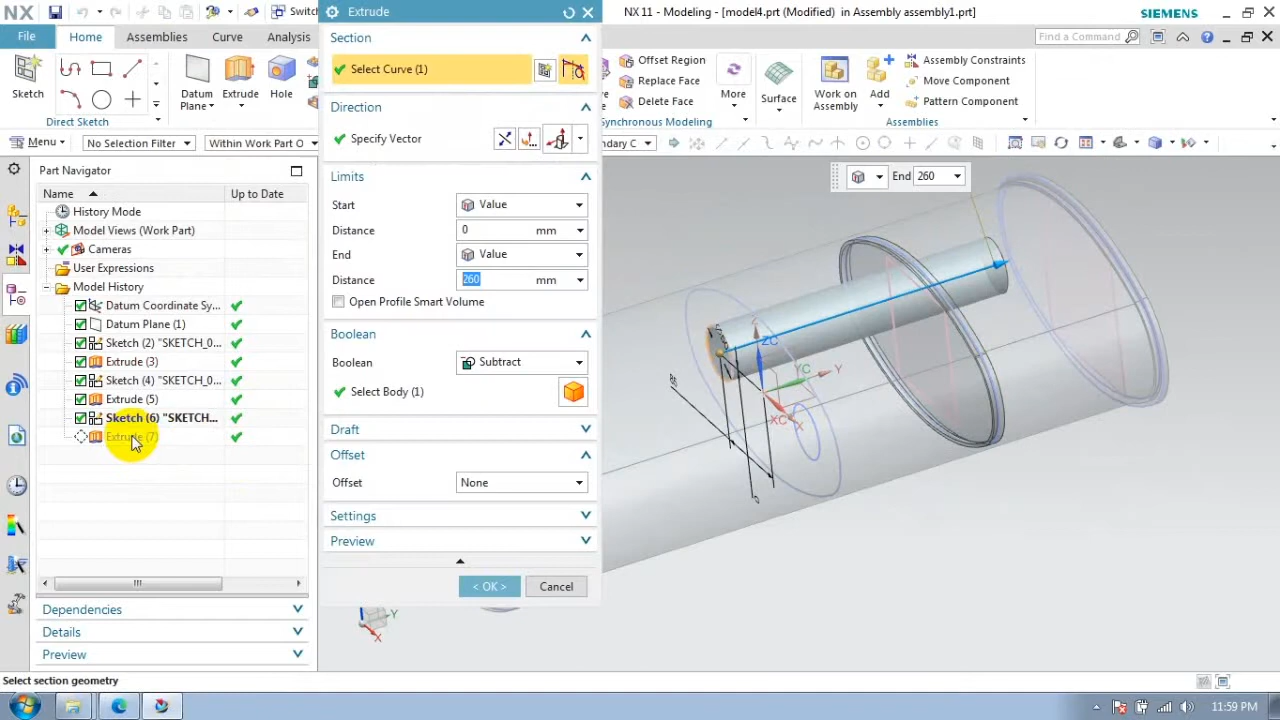 NX
Switch
Extrude
NX 11 - Modeling - [model4.prt (Modified) in Assembly assembly1.prt]
SIEMENS
File
Home
Assemblies
Curve
Analysis
Find a Command
Sketch
Datum Plane
Extrude
Hole
Direct Sketch
Section
Select Curve (1)
Direction
Specify Vector
Limits
Start
Value
Distance
0
mm
End
Value
Distance
260
mm
Open Profile Smart Volume
Boolean
Boolean
Subtract
Select Body (1)
Draft
Offset
Offset
None
Settings
Preview
< OK >
Cancel
Offset Region
Replace Face
Delete Face
More
Synchronous Modeling
Surface
Work on Assembly
Add
Assembly Constraints
Move Component
Pattern Component
Assemblies
Menu
No Selection Filter
Within Work Part O
dary C
End 260
Part Navigator
Name
Up to Date
History Mode
Model Views (Work Part)
Cameras
User Expressions
Model History
Datum Coordinate Sy...
Datum Plane (1)
Sketch (2) "SKETCH_0...
Extrude (3)
Sketch (4) "SKETCH_0...
Extrude (5)
Sketch (6) "SKETCH...
Extrude (7)
Dependencies
Details
Preview
ZC
YC
Y
XC
X
Y
X
Select section geometry
11:59 PM